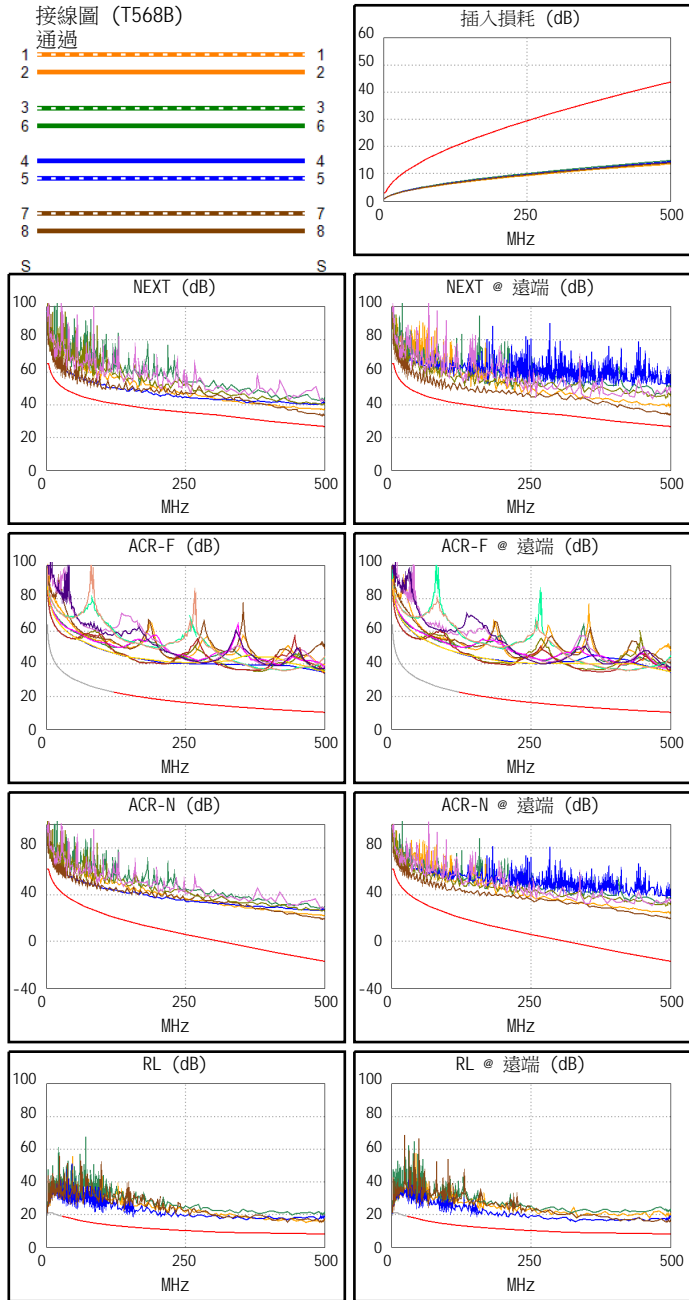 接線圖 (T568B)
通過
1 1
2 2
3 3
6 6
4 4
5 5
7 7
8 8
S S
插入損耗 (dB)
60
50
40
30
20
10
0
0 250 500
MHz
NEXT (dB)
100
80
60
40
20
0
0 250 500
MHz
NEXT @ 遠端 (dB)
100
80
60
40
20
0
0 250 500
MHz
ACR-F (dB)
100
80
60
40
20
0
0 250 500
MHz
ACR-F @ 遠端 (dB)
100
80
60
40
20
0
0 250 500
MHz
ACR-N (dB)
80
40
0
-40
0 250 500
MHz
ACR-N @ 遠端 (dB)
80
40
0
-40
0 250 500
MHz
RL (dB)
100
80
60
40
20
0
0 250 500
MHz
RL @ 遠端 (dB)
100
80
60
40
20
0
0 250 500
MHz